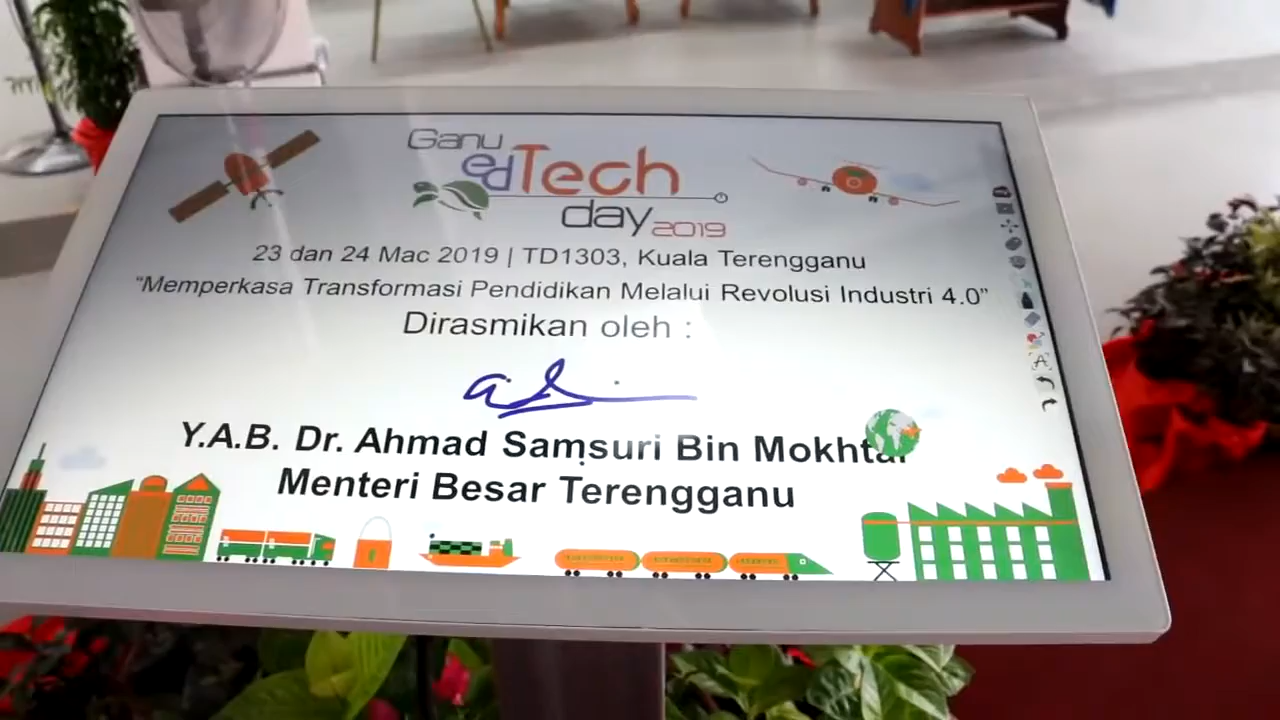 Ganu
edTech
day 2019
23 dan 24 Mac 2019 | TD1303, Kuala Terengganu
“Memperkasa Transformasi Pendidikan Melalui Revolusi Industri 4.0”
Dirasmikan oleh :
Y.A.B. Dr. Ahmad Samsuri Bin Mokhtar
Menteri Besar Terengganu